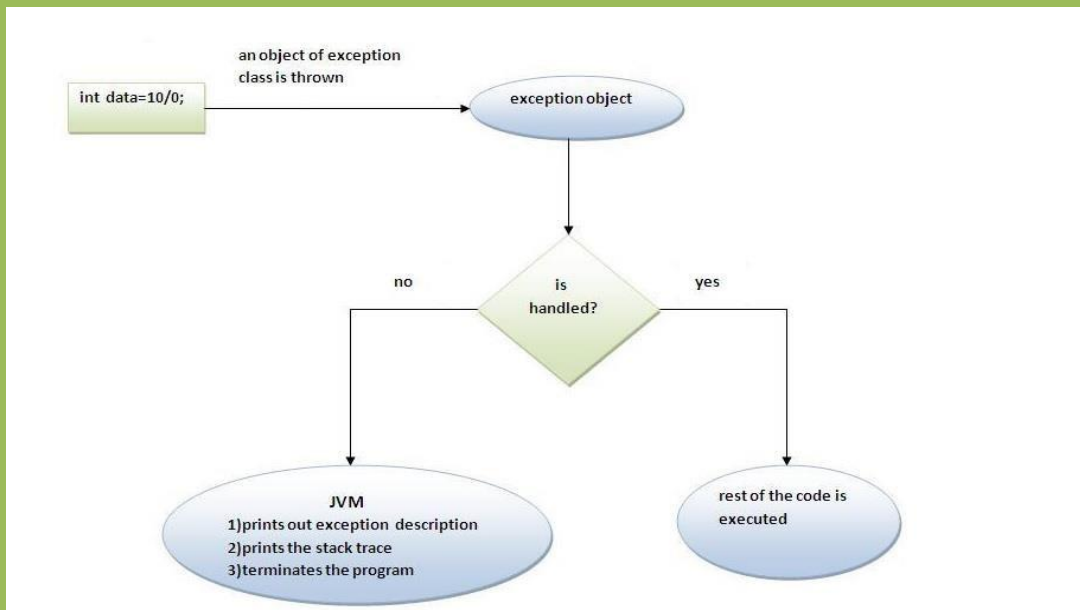 an object of exception
class is thrown
int data=10/0;
exception object
no
is
handled?
yes
JVM
1)prints out exception description
2)prints the stack trace
3)terminates the program
rest of the code is
executed